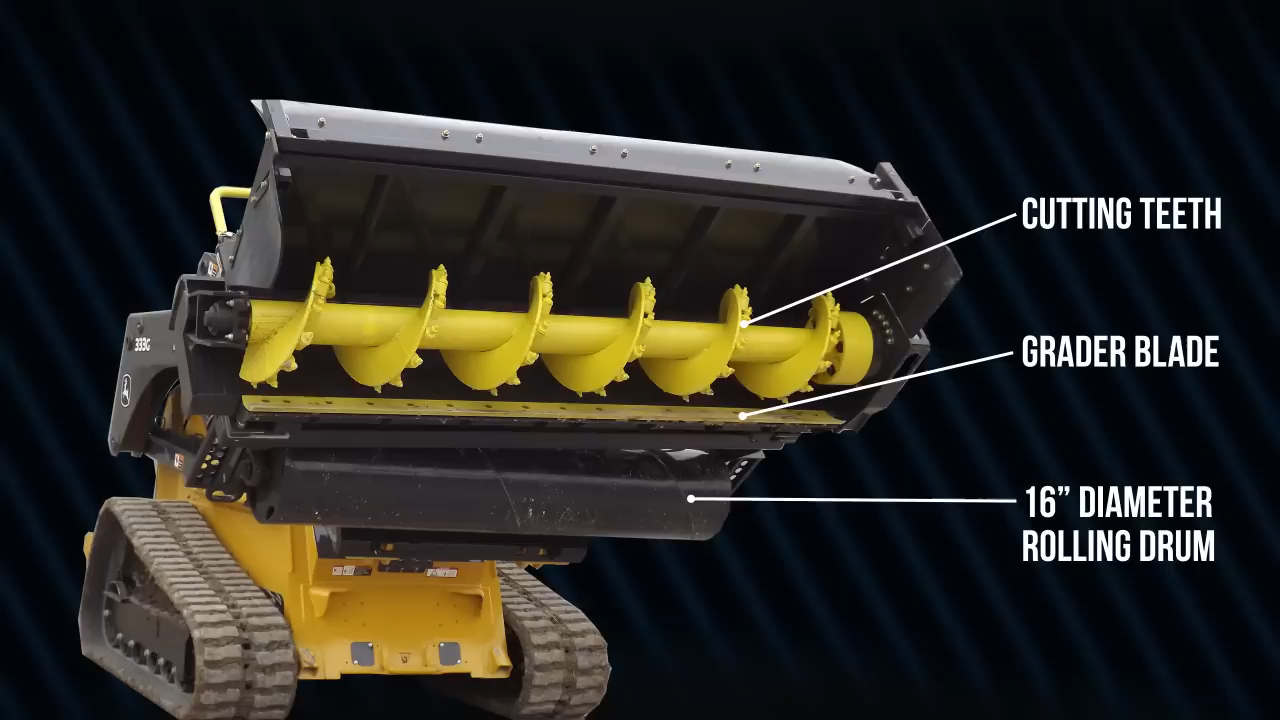 CUTTING TEETH
333G
GRADER BLADE
16” DIAMETER
ROLLING DRUM